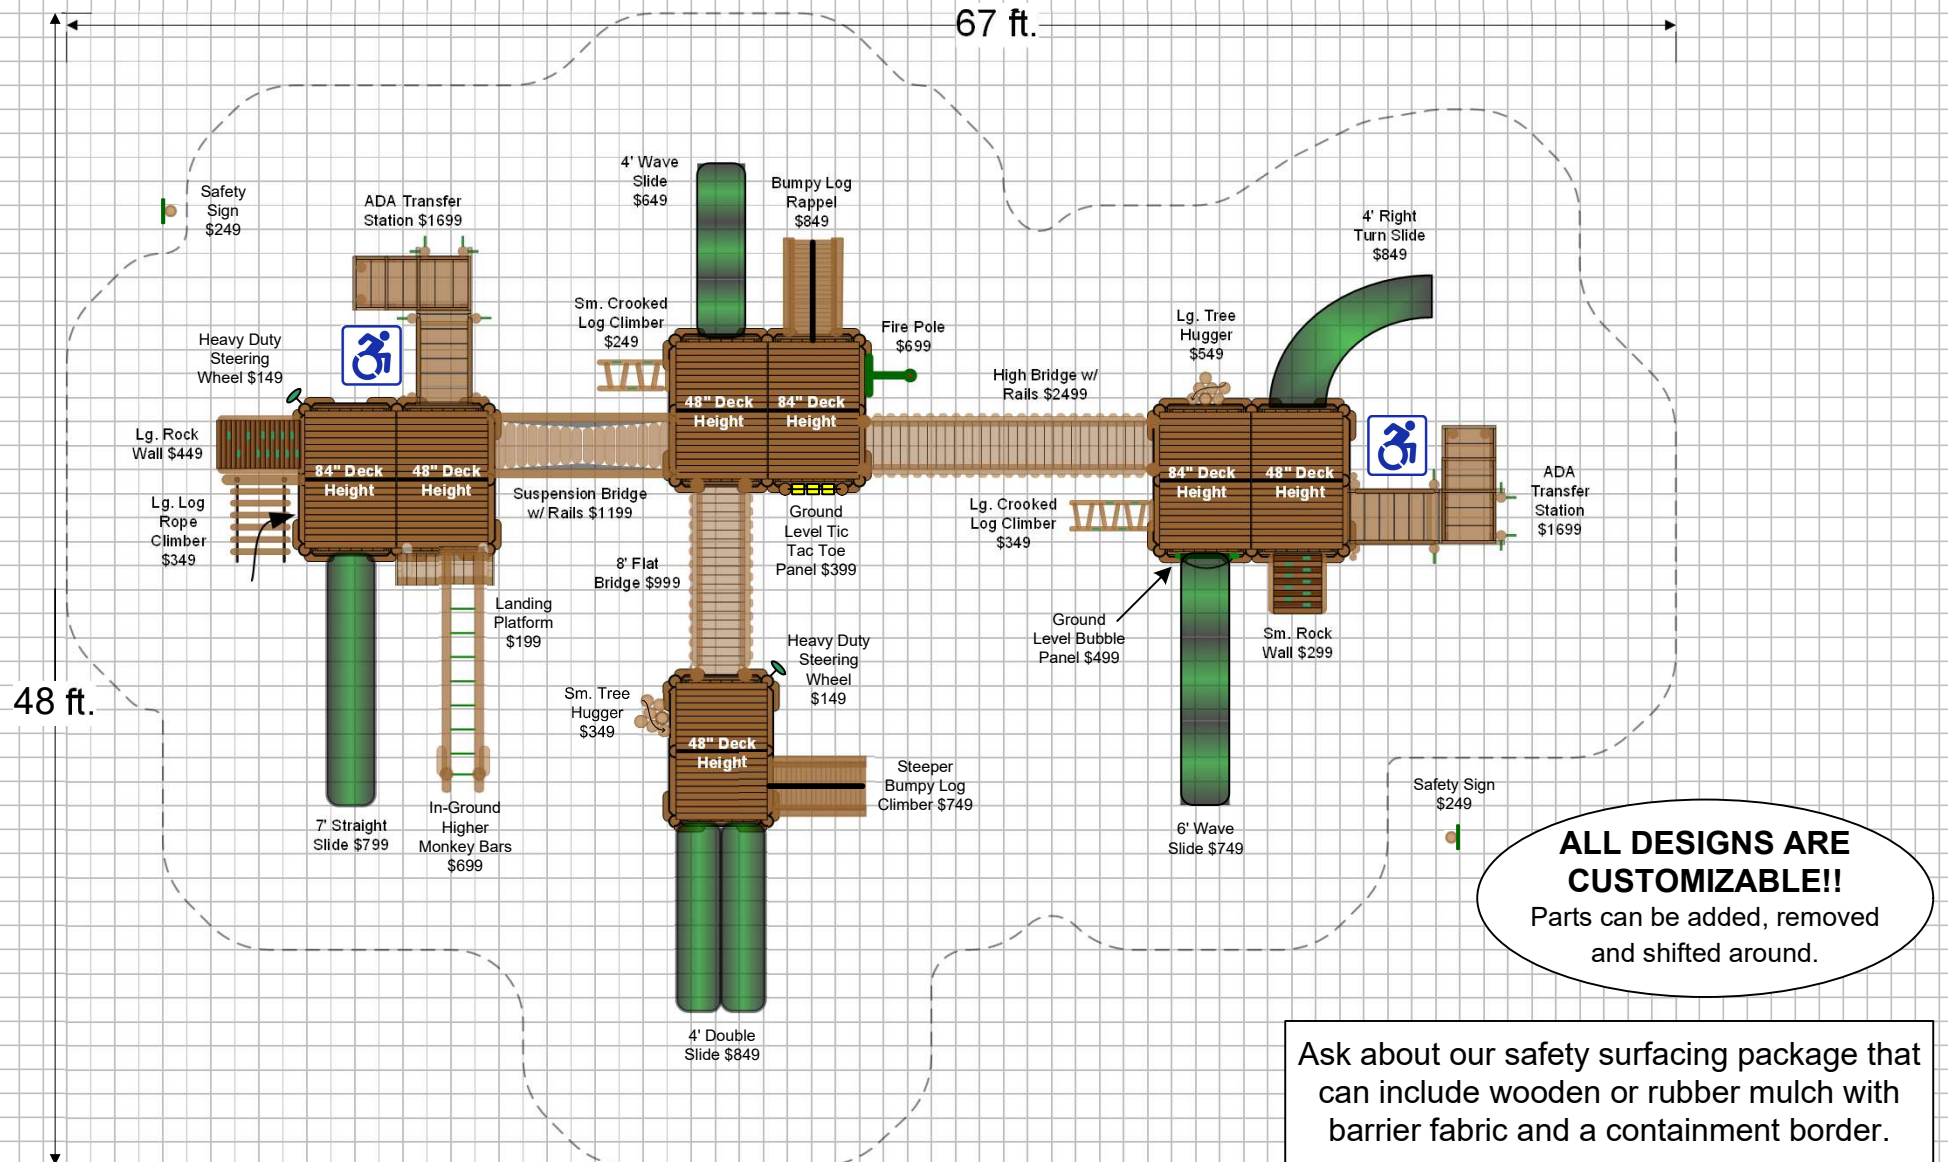 67 ft.
48 ft.
Safety
Sign
$249
ADA Transfer
Station $1699
Heavy Duty
Steering
Wheel $149
Lg. Rock
Wall $449
Lg. Log
Rope
Climber
$349
84" Deck
Height
48" Deck
Height
7' Straight
Slide $799
In-Ground
Higher
Monkey Bars
$699
Landing
Platform
$199
Suspension Bridge
w/ Rails $1199
4' Wave
Slide
$649
Bumpy Log
Rappel
$849
Sm. Crooked
Log Climber
$249
Fire Pole
$699
48" Deck
Height
84" Deck
Height
Ground
Level Tic
Tac Toe
Panel $399
8' Flat
Bridge $999
Heavy Duty
Steering
Wheel
$149
Sm. Tree
Hugger
$349
48" Deck
Height
Steeper
Bumpy Log
Climber $749
4' Double
Slide $849
High Bridge w/
Rails $2499
Lg. Tree
Hugger
$549
4' Right
Turn Slide
$849
Lg. Crooked
Log Climber
$349
84" Deck
Height
48" Deck
Height
ADA
Transfer
Station
$1699
Ground
Level Bubble
Panel $499
Sm. Rock
Wall $299
6' Wave
Slide $749
Safety Sign
$249
ALL DESIGNS ARE
CUSTOMIZABLE!!
Parts can be added, removed
and shifted around.
Ask about our safety surfacing package that
can include wooden or rubber mulch with
barrier fabric and a containment border.